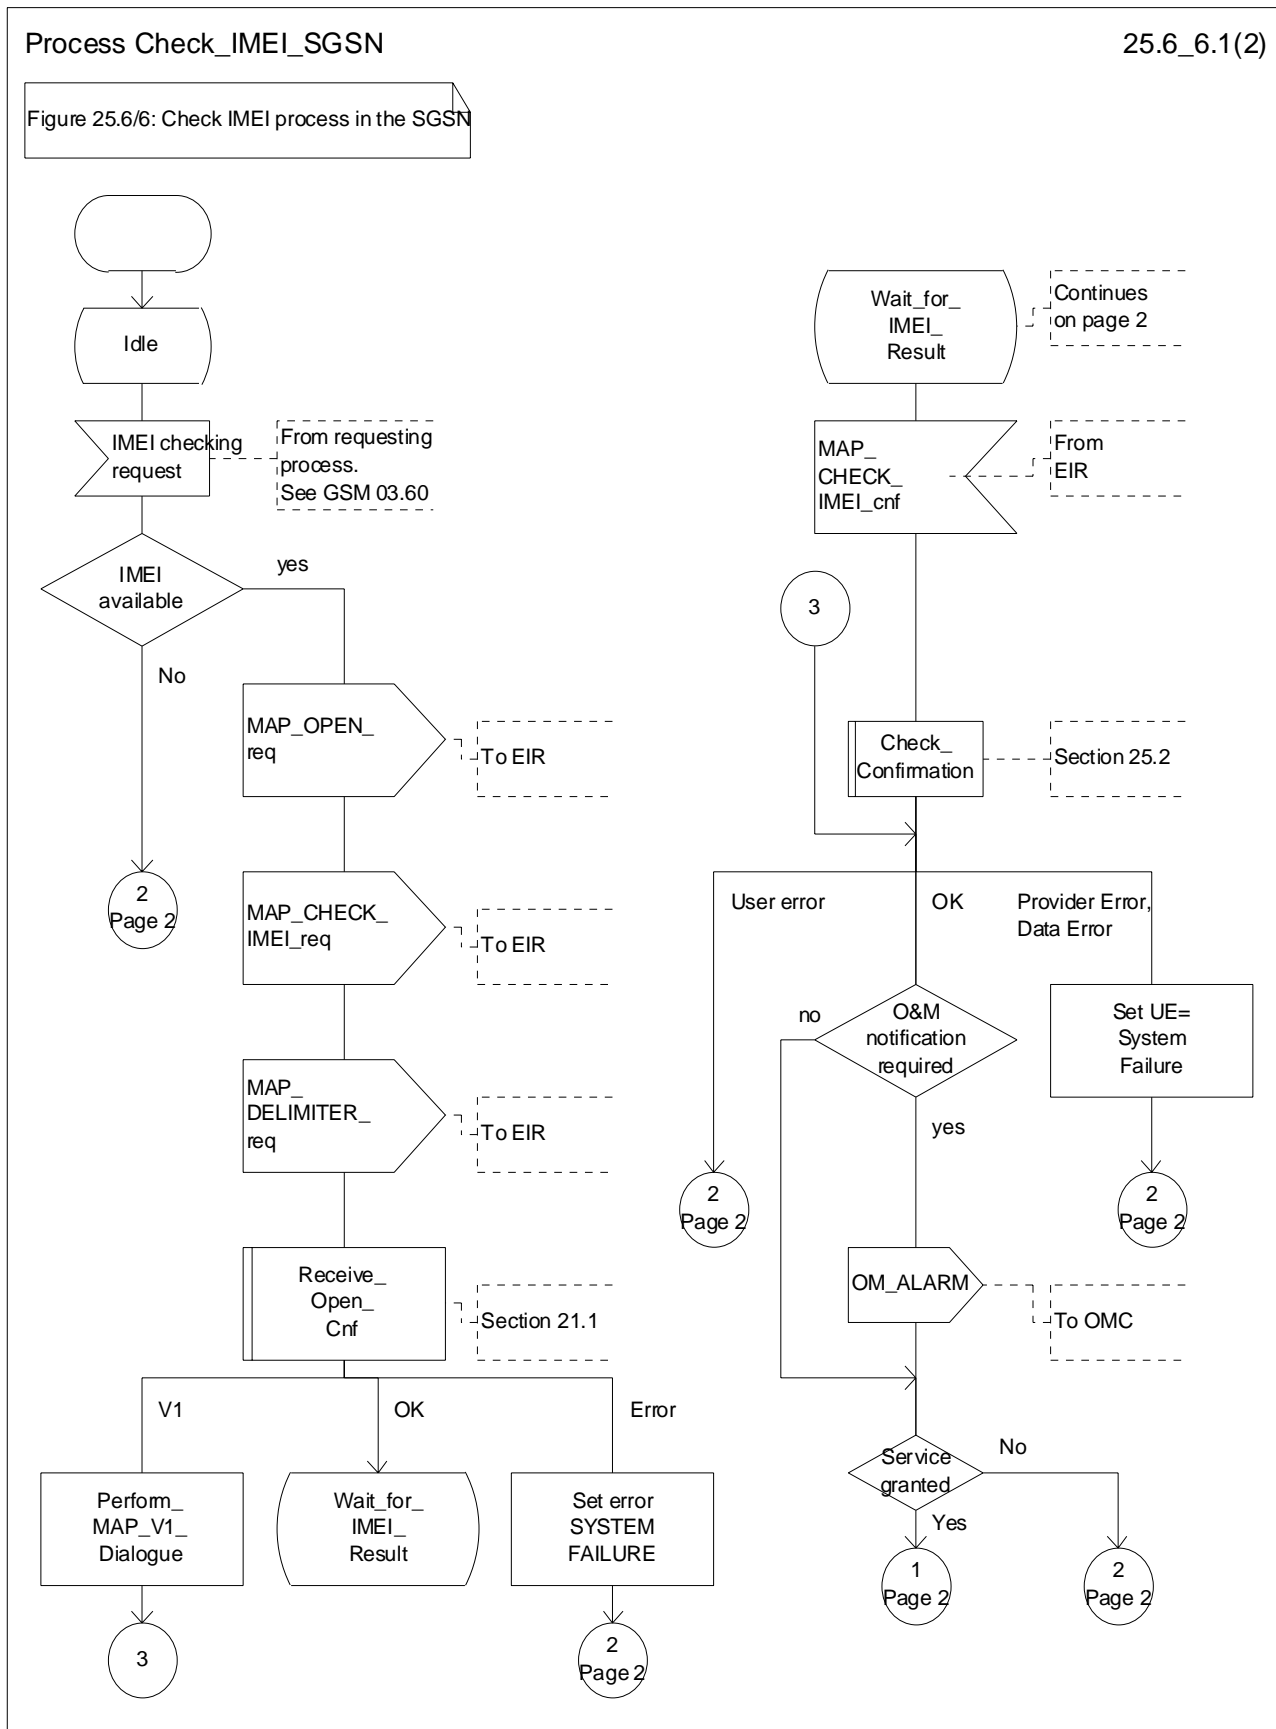 Process Check_IMEI_SGSN
25.6_6.1(2)
Figure 25.6/6: Check IMEI process in the SGSN
Idle
IMEI checking
request
From requesting
process.
See GSM 03.60
IMEI
available
yes
No
2
Page 2
MAP_OPEN_
req
To EIR
MAP_CHECK_
IMEI_req
To EIR
MAP_
DELIMITER_
req
To EIR
Receive_
Open_
Cnf
Section 21.1
V1
OK
Error
Perform_
MAP_V1_
Dialogue
Wait_for_
IMEI_
Result
Set error
SYSTEM
FAILURE
3
2
Page 2
Wait_for_
IMEI_
Result
Continues
on page 2
MAP_
CHECK_
IMEI_cnf
From
EIR
3
Check_
Confirmation
Section 25.2
User error
OK
Provider Error,
Data Error
no
O&M
notification
required
Set UE=
System
Failure
yes
2
Page 2
2
Page 2
OM_ALARM
To OMC
Service
granted
No
Yes
1
Page 2
2
Page 2